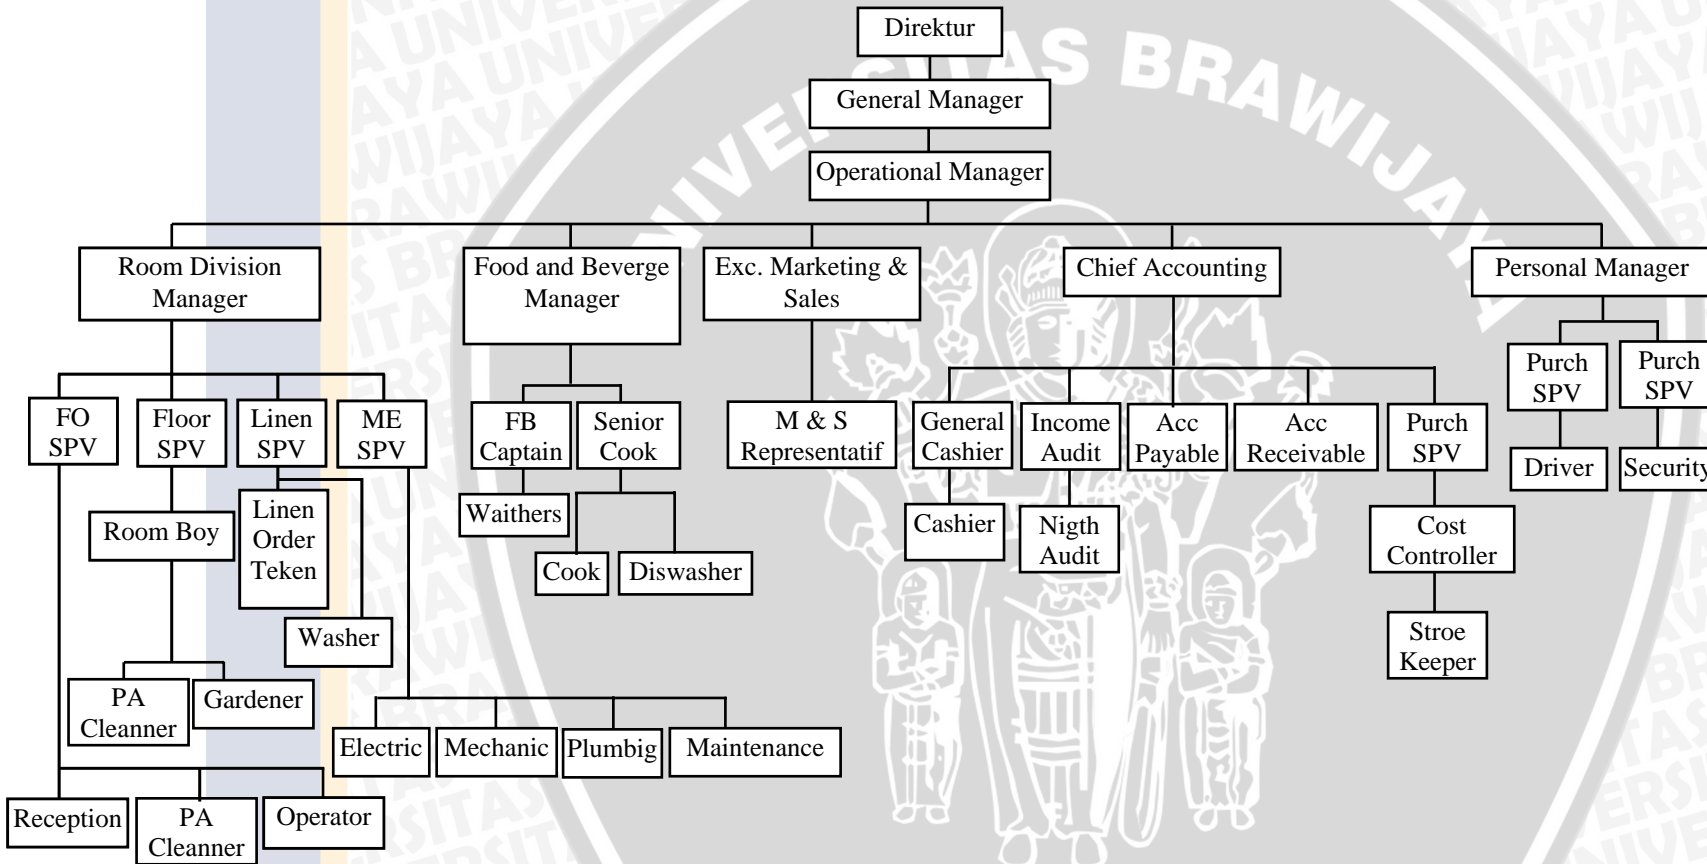 UNIVERSITAS BRAWIJAYA
Direktur
General Manager
Operational Manager
Room Division
Manager
Food and Beverge
Manager
Exc. Marketing &
Sales
Chief Accounting
Personal Manager
FO
SPV
Floor
SPV
Linen
SPV
ME
SPV
FB
Captain
Senior
Cook
M & S
Representatif
General
Cashier
Income
Audit
Acc
Payable
Acc
Receivable
Purch
SPV
Purch
SPV
Purch
SPV
Driver
Security
Room Boy
Linen
Order
Teken
Waithers
Cashier
Nigth
Audit
Cost
Controller
Cook
Diswasher
Washer
Stroe
Keeper
PA
Cleanner
Gardener
Electric
Mechanic
Plumbig
Maintenance
Reception
PA
Cleanner
Operator